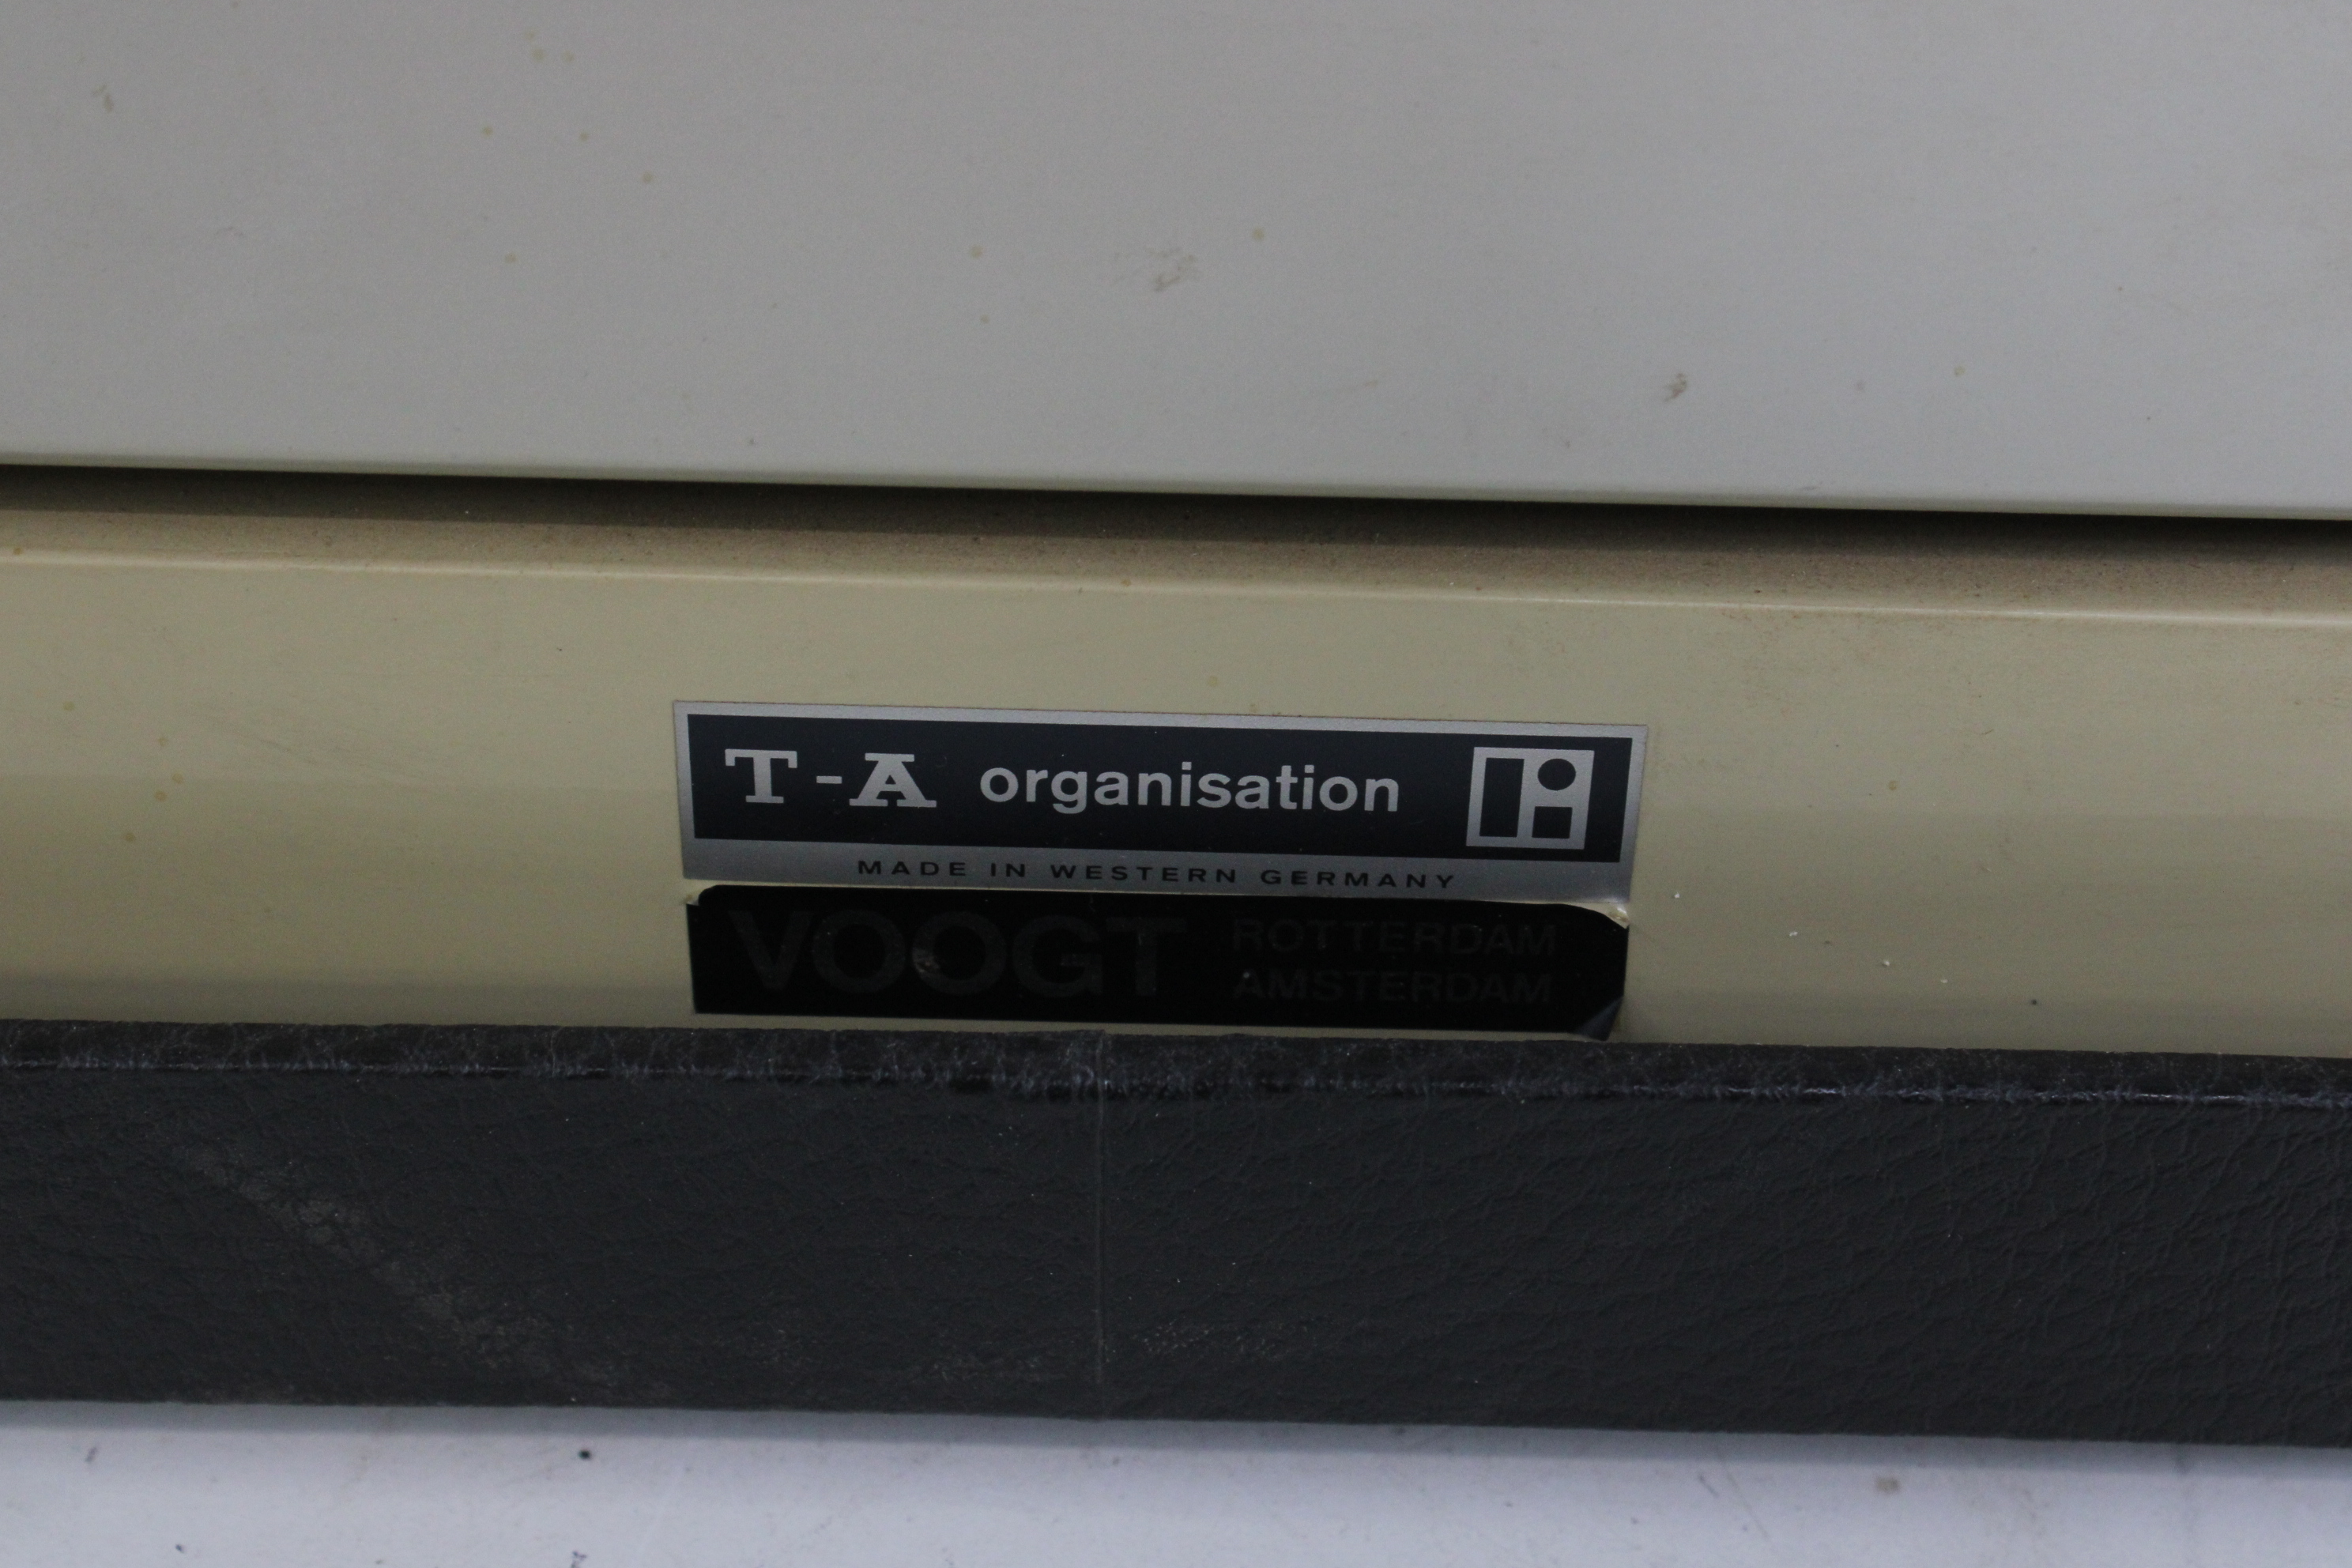 T-A organisation
MADE IN WESTERN GERMANY
VOOGT ROTTERDAM
AMSTERDAM